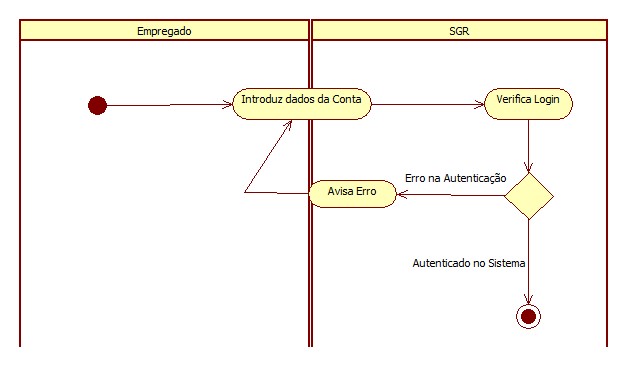 Empregado
SGR
Introduz dados da Conta
Verifica Login
Erro na Autenticação
Avisa Erro
Autenticado no Sistema